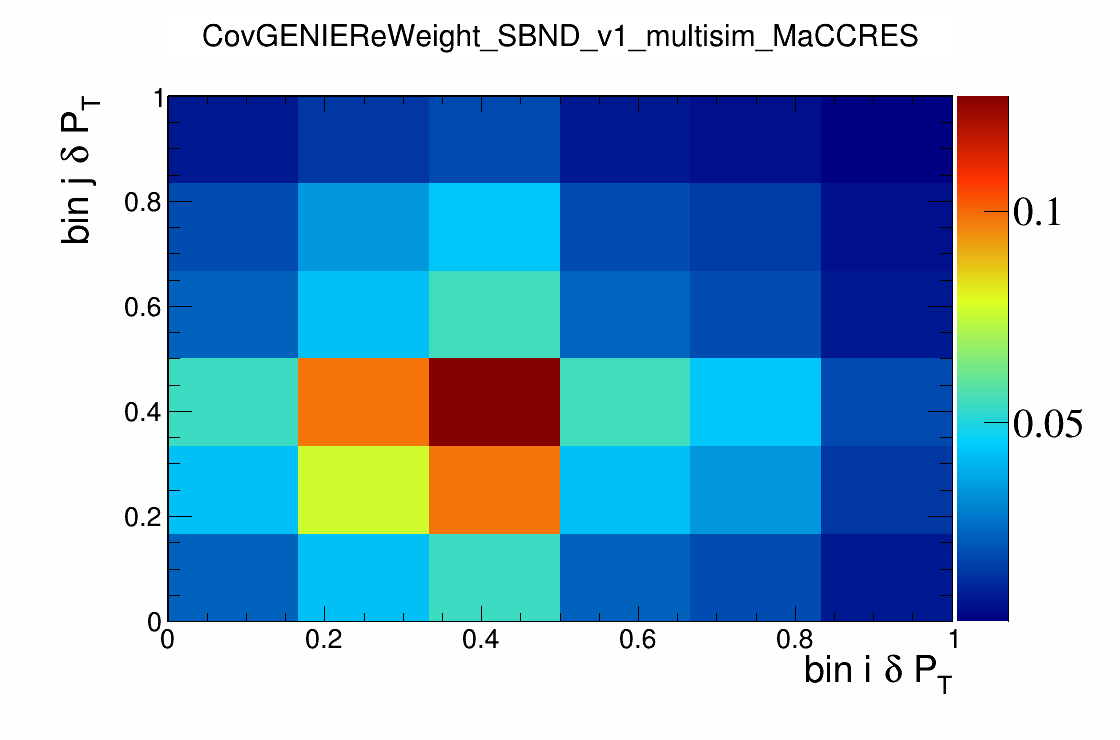 CovGENIEReWeight_SBND_v1_multisim_MaCCRES
bin j δ P_T
1
0.8
0.6
0.4
0.2
0
0 0.2 0.4 0.6 0.8 1
bin i δ P_T
0.1
0.05